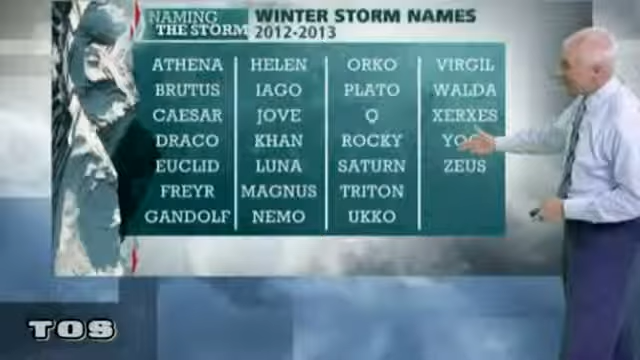 NAMING
THE STORM
WINTER STORM NAMES
2012-2013
ATHENA
BRUTUS
CAESAR
DRACO
EUCLID
FREYR
GANDOLF
HELEN
IAGO
JOVE
KHAN
LUNA
MAGNUS
NEMO
ORKO
PLATO
Q
ROCKY
SATURN
TRITON
UKKO
VIRGIL
WALDA
XERXES
ZEUS
TOS